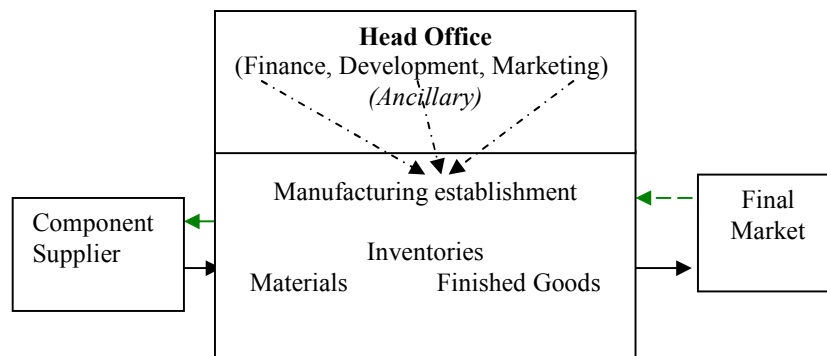 Head Office
(Finance, Development, Marketing)
(Ancillary)
Manufacturing establishment
Component
Supplier
Final
Market
Inventories
Materials Finished Goods